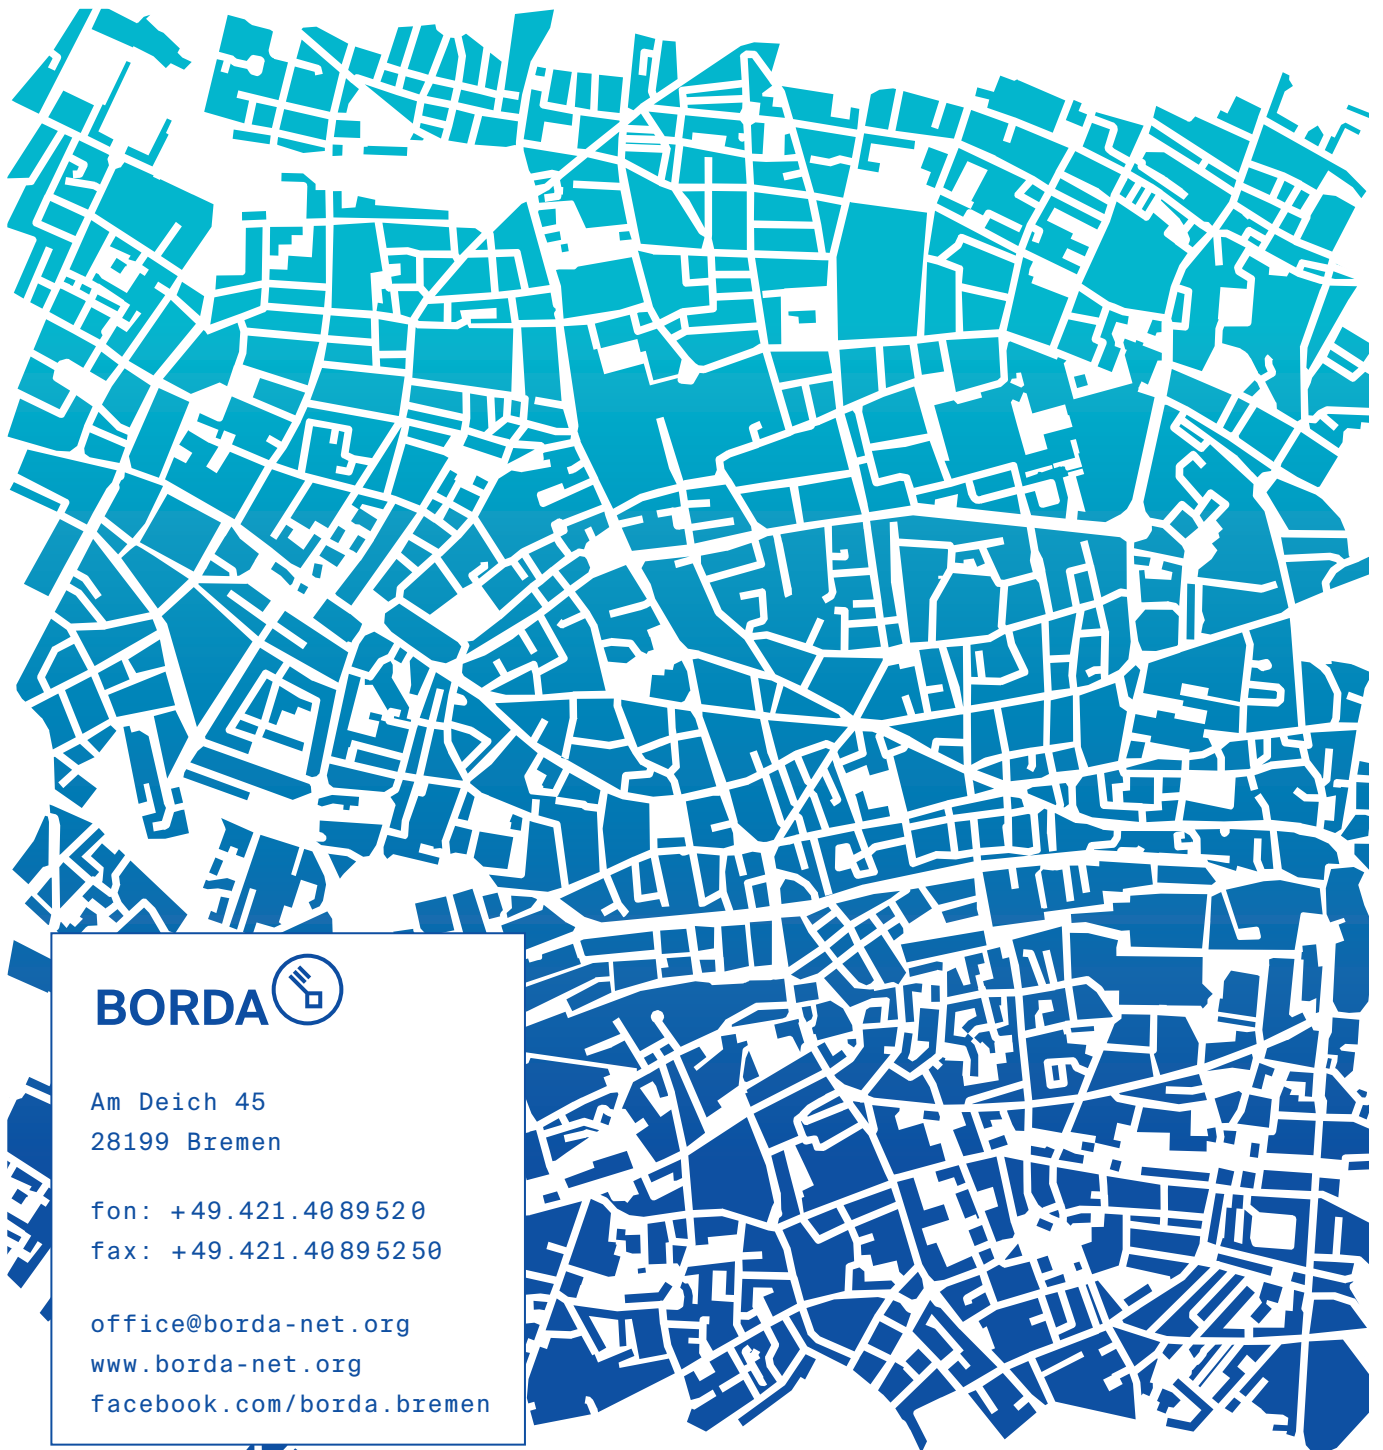 BORDA
Am Deich 45
28199 Bremen
fon: +49.421.4089520
fax: +49.421.40895250
office@borda-net.org
www.borda-net.org
facebook.com/borda.bremen